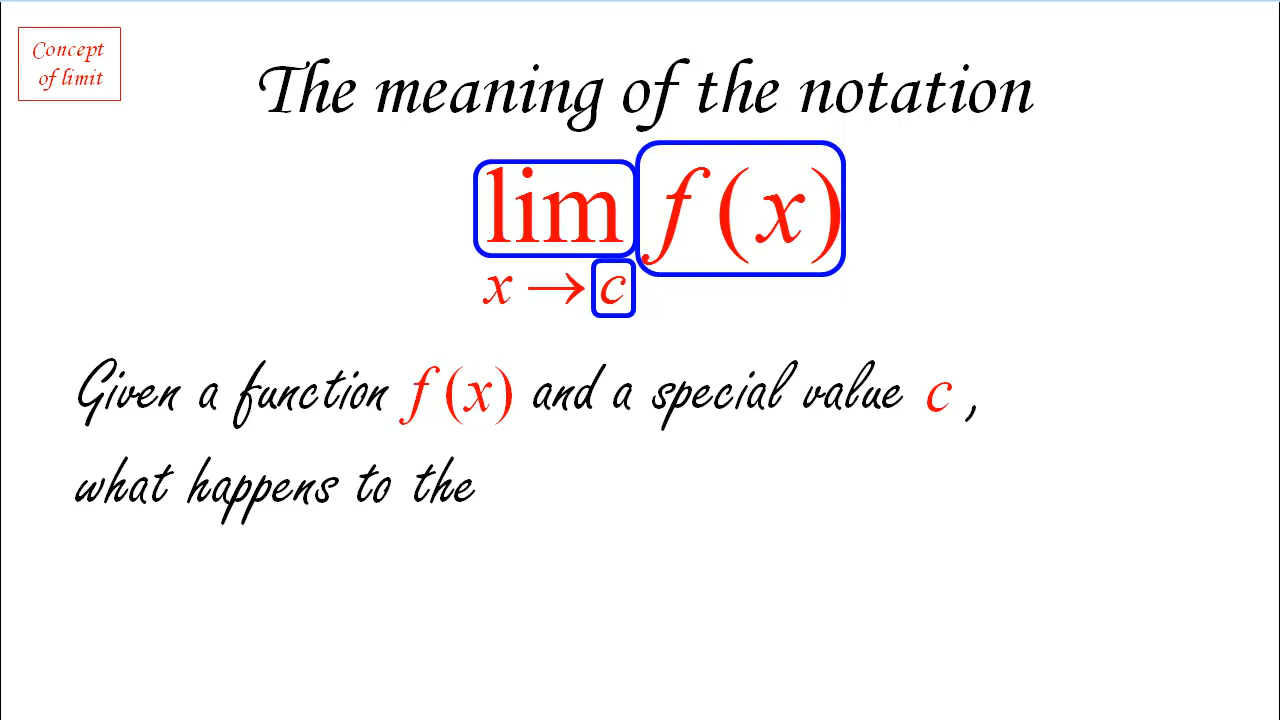 Concept
of limit
The meaning of the notation
lim f(x)
x → c
Given a function f(x) and a special value c ,
what happens to the